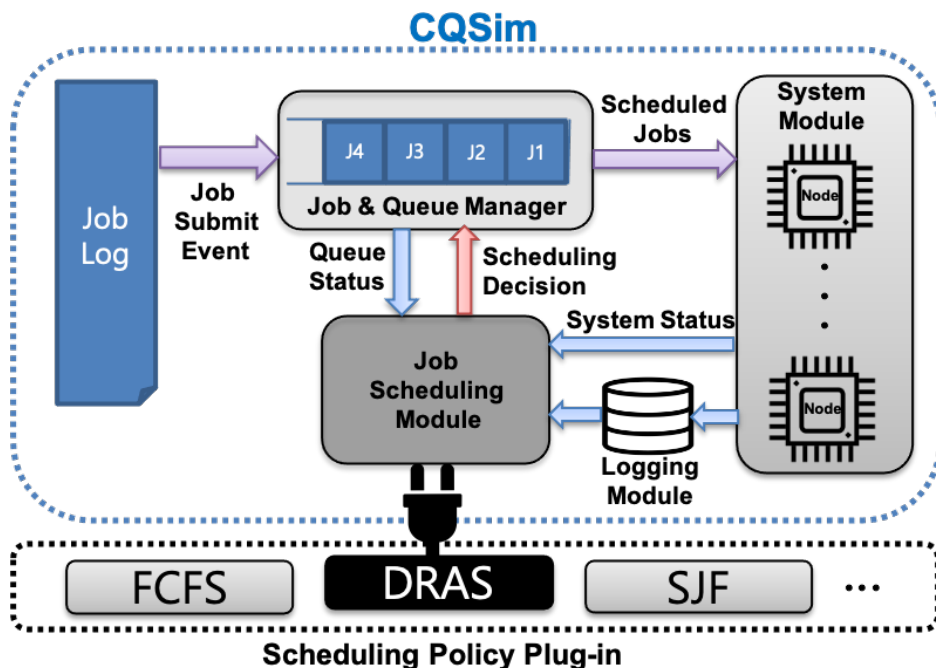 CQSim
Job
Log
Job
Submit
Event
J4 J3 J2 J1
Job & Queue Manager
Scheduled
Jobs
System
Module
Node
Queue
Status
Scheduling
Decision
System Status
Job
Scheduling
Module
Node
Logging
Module
FCFS DRAS SJF ...
Scheduling Policy Plug-in